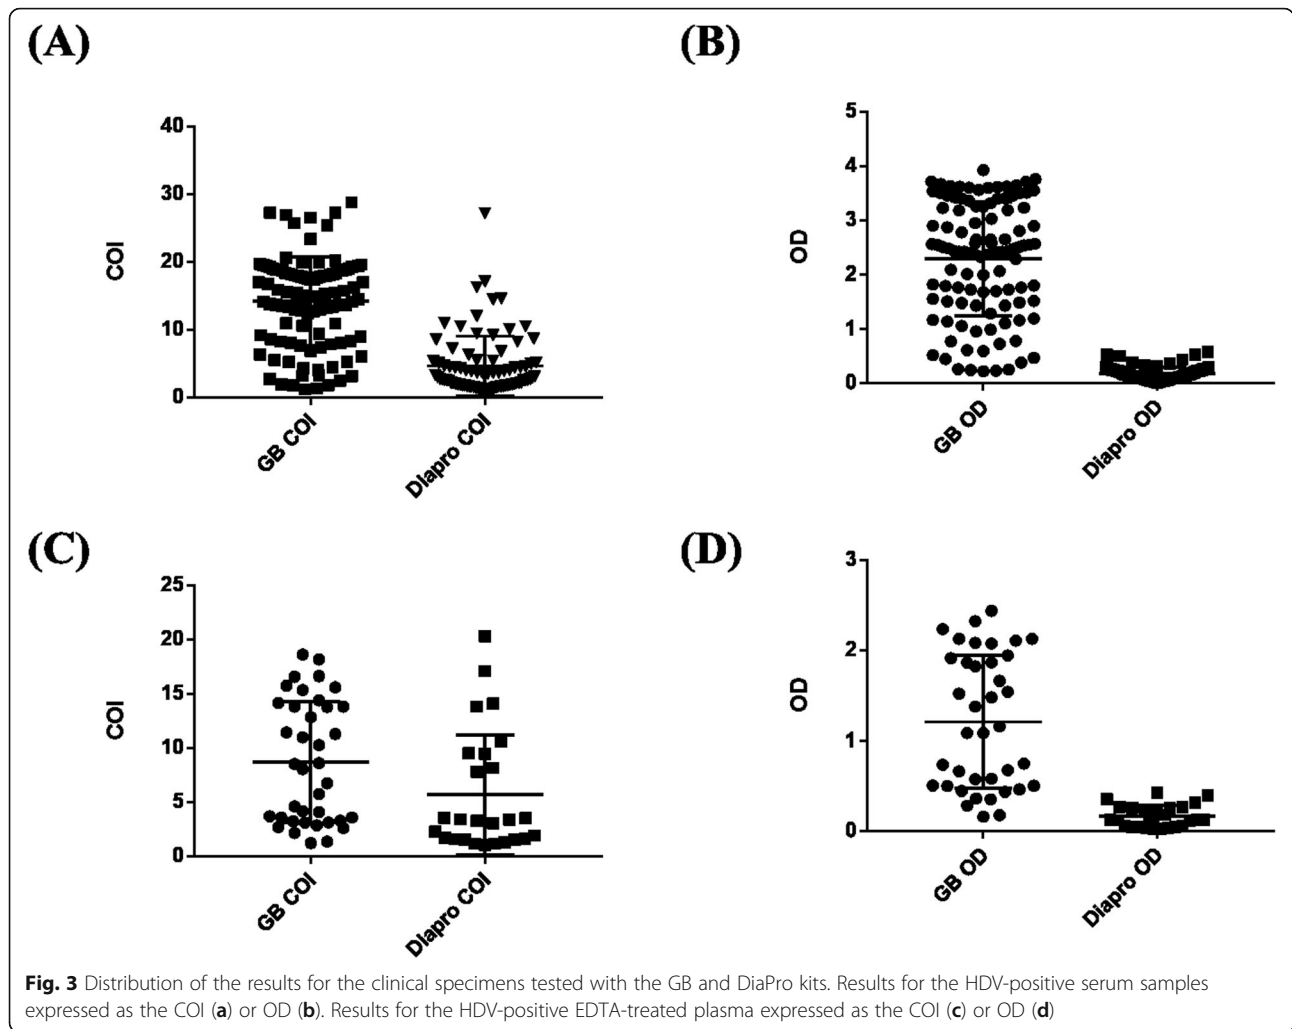 (A)
COI
40
30
20
10
0
GB COI
Diapro COI
(B)
OD
5
4
3
2
1
0
GB OD
Diapro OD
(C)
COI
25
20
15
10
5
0
GB COI
Diapro COI
(D)
OD
3
2
1
0
GB OD
Diapro OD
Fig. 3 Distribution of the results for the clinical specimens tested with the GB and DiaPro kits. Results for the HDV-positive serum samples
expressed as the COI (a) or OD (b). Results for the HDV-positive EDTA-treated plasma expressed as the COI (c) or OD (d)